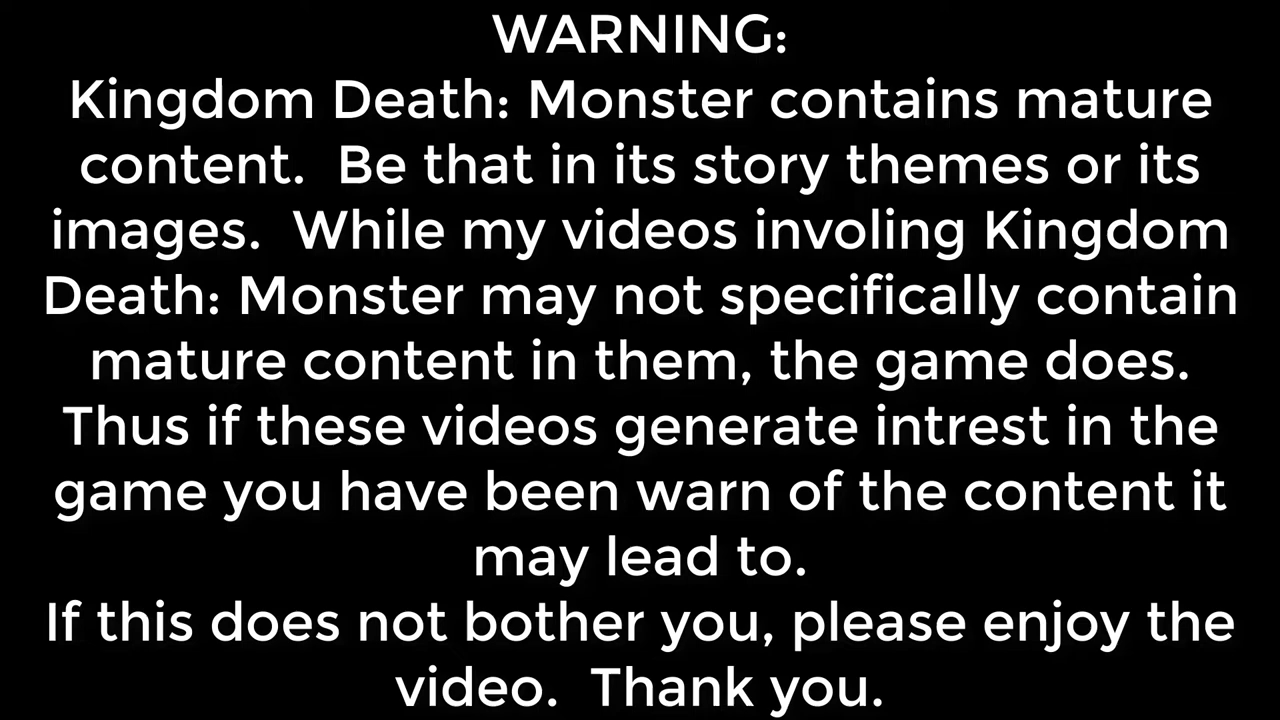 WARNING:
Kingdom Death: Monster contains mature
content.  Be that in its story themes or its
images.  While my videos involing Kingdom
Death: Monster may not specifically contain
mature content in them, the game does.
Thus if these videos generate intrest in the
game you have been warn of the content it
may lead to.
If this does not bother you, please enjoy the
video.  Thank you.